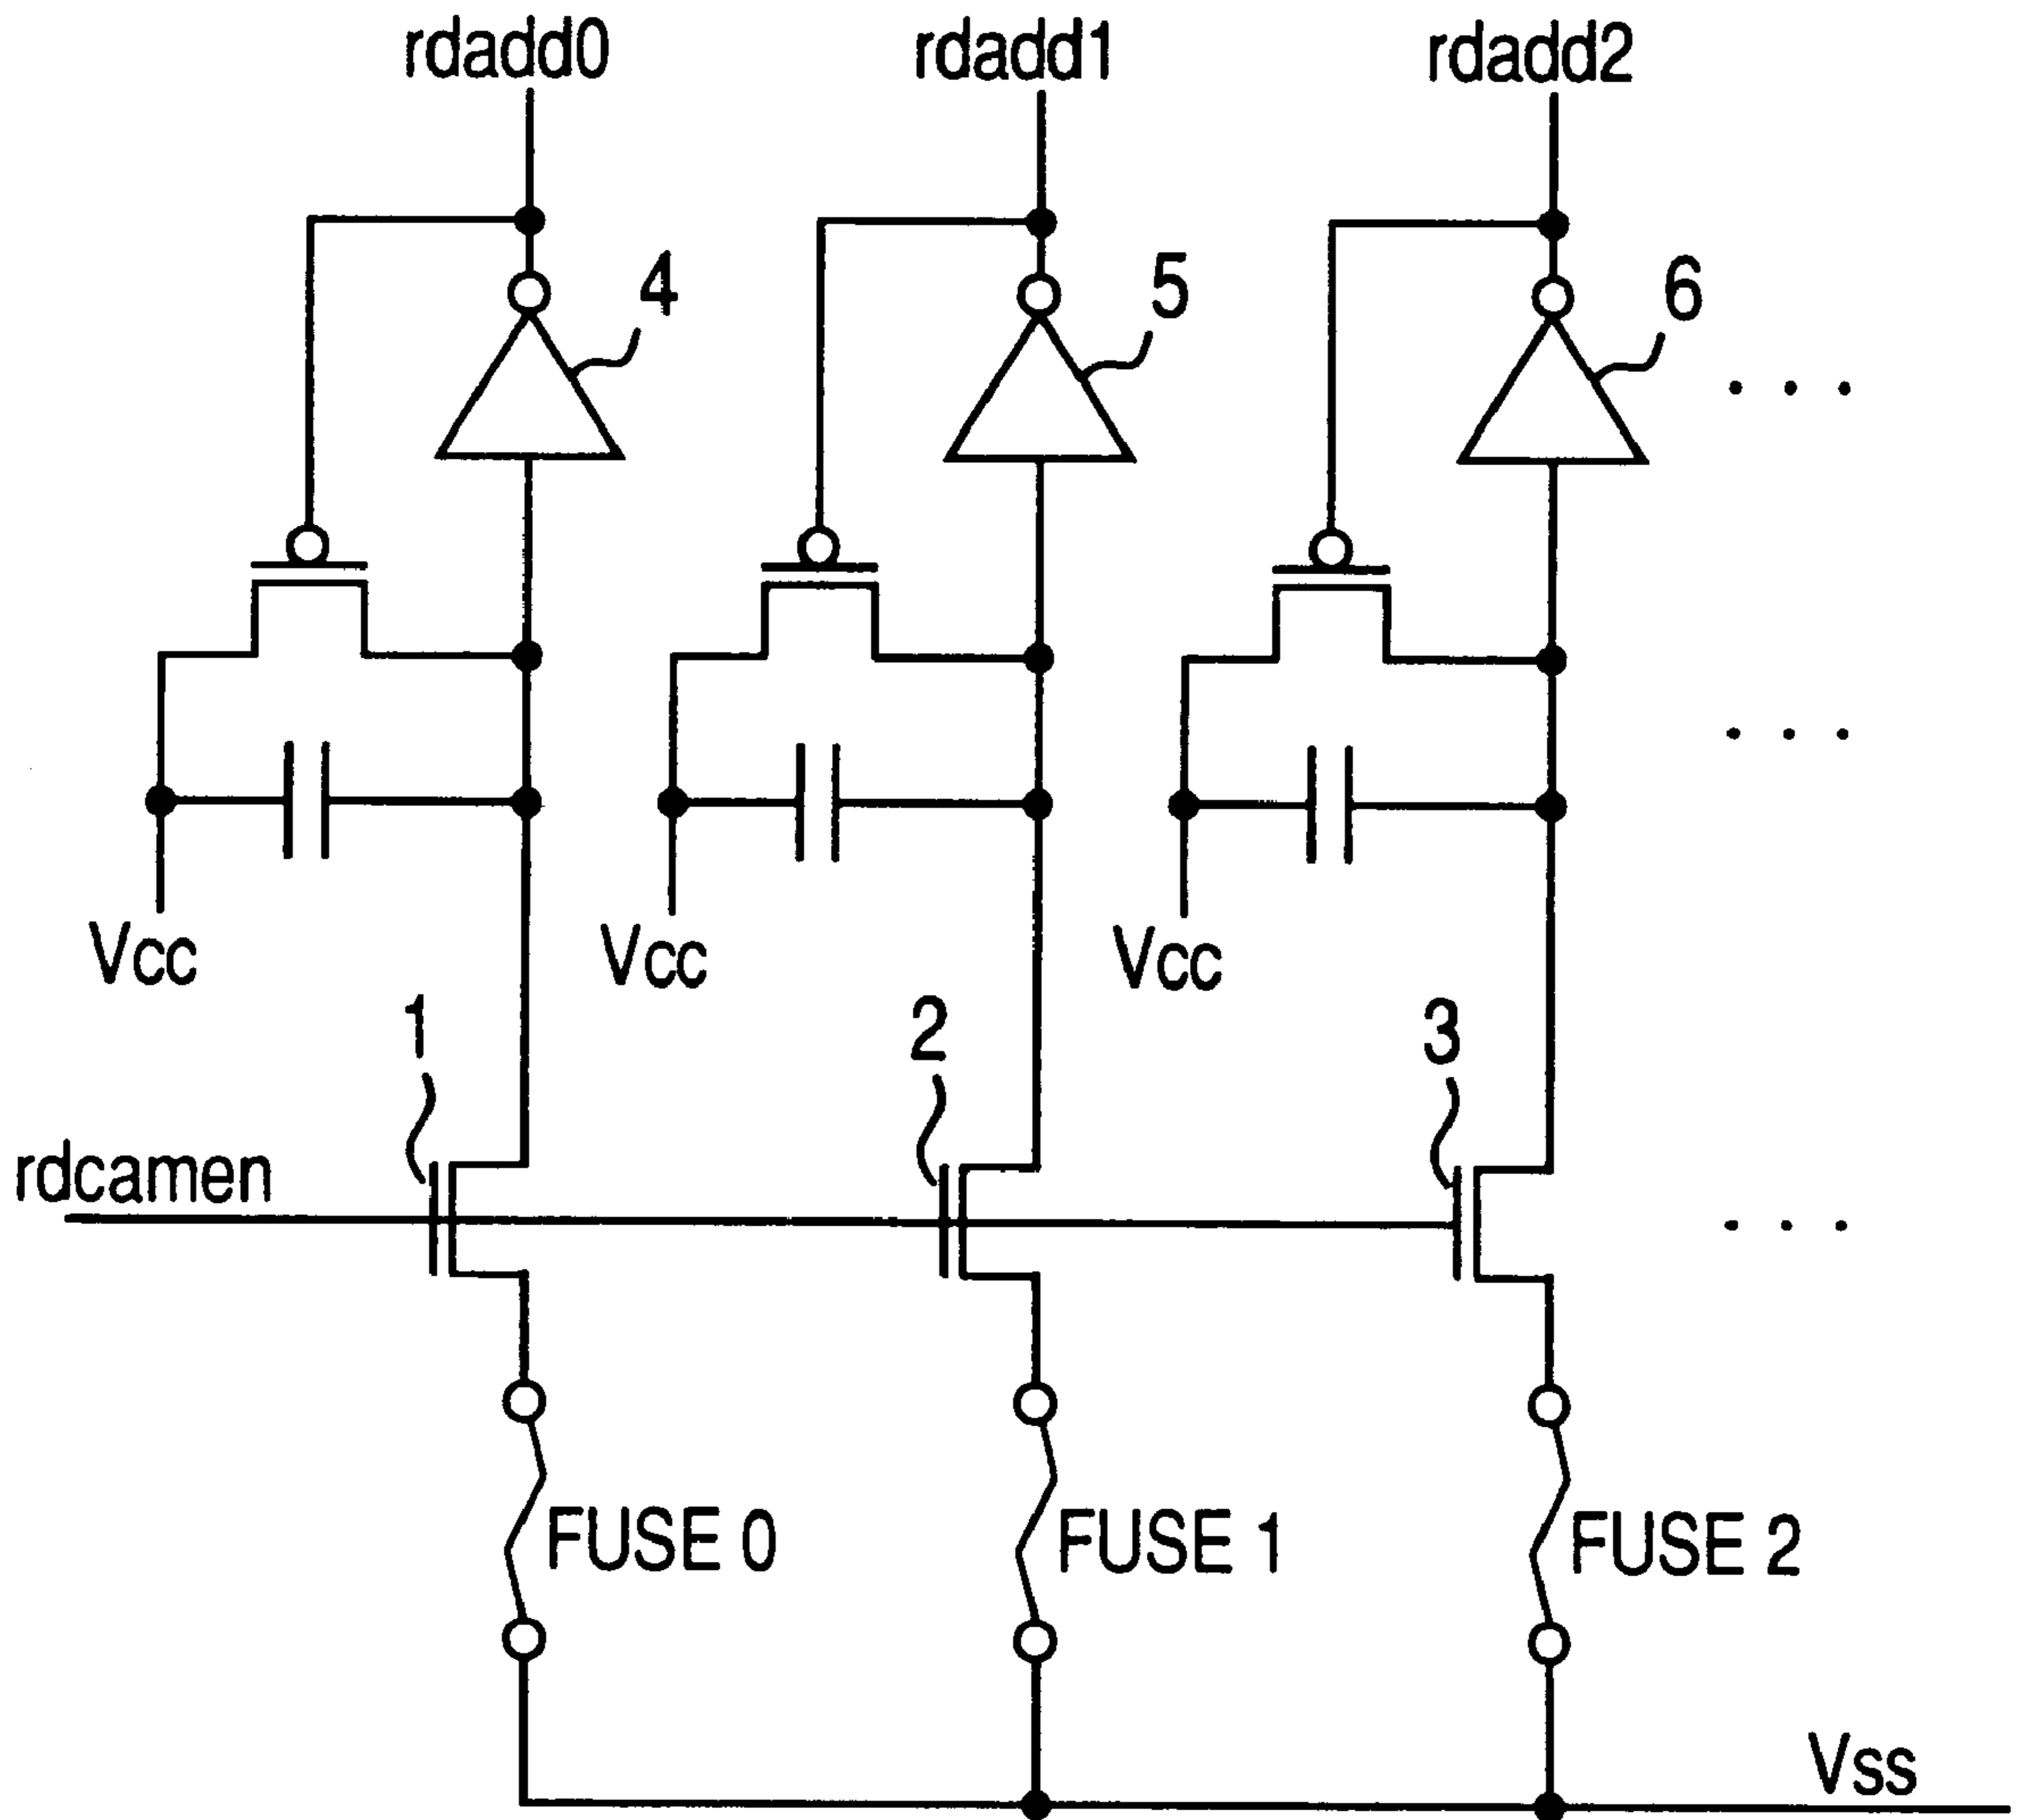 rdadd0 rdadd1 rdadd2
4 5 6
Vcc Vcc Vcc
1 2 3
rdcamen
FUSE 0 FUSE 1 FUSE 2
Vss